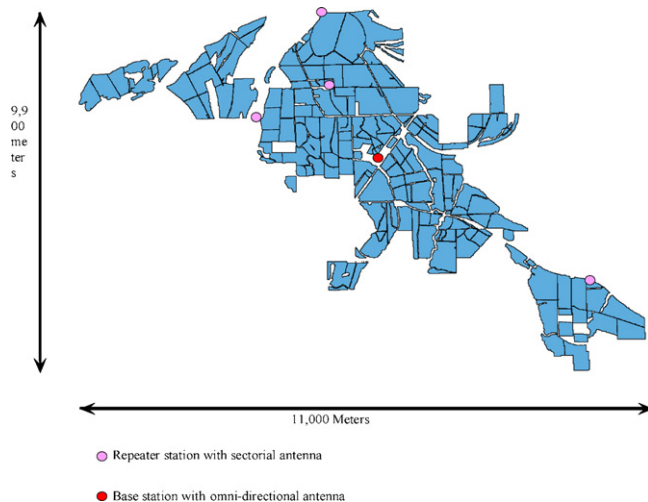 9,9
00
me
ter
s
11,000 Meters
Repeater station with sectorial antenna
Base station with omni-directional antenna